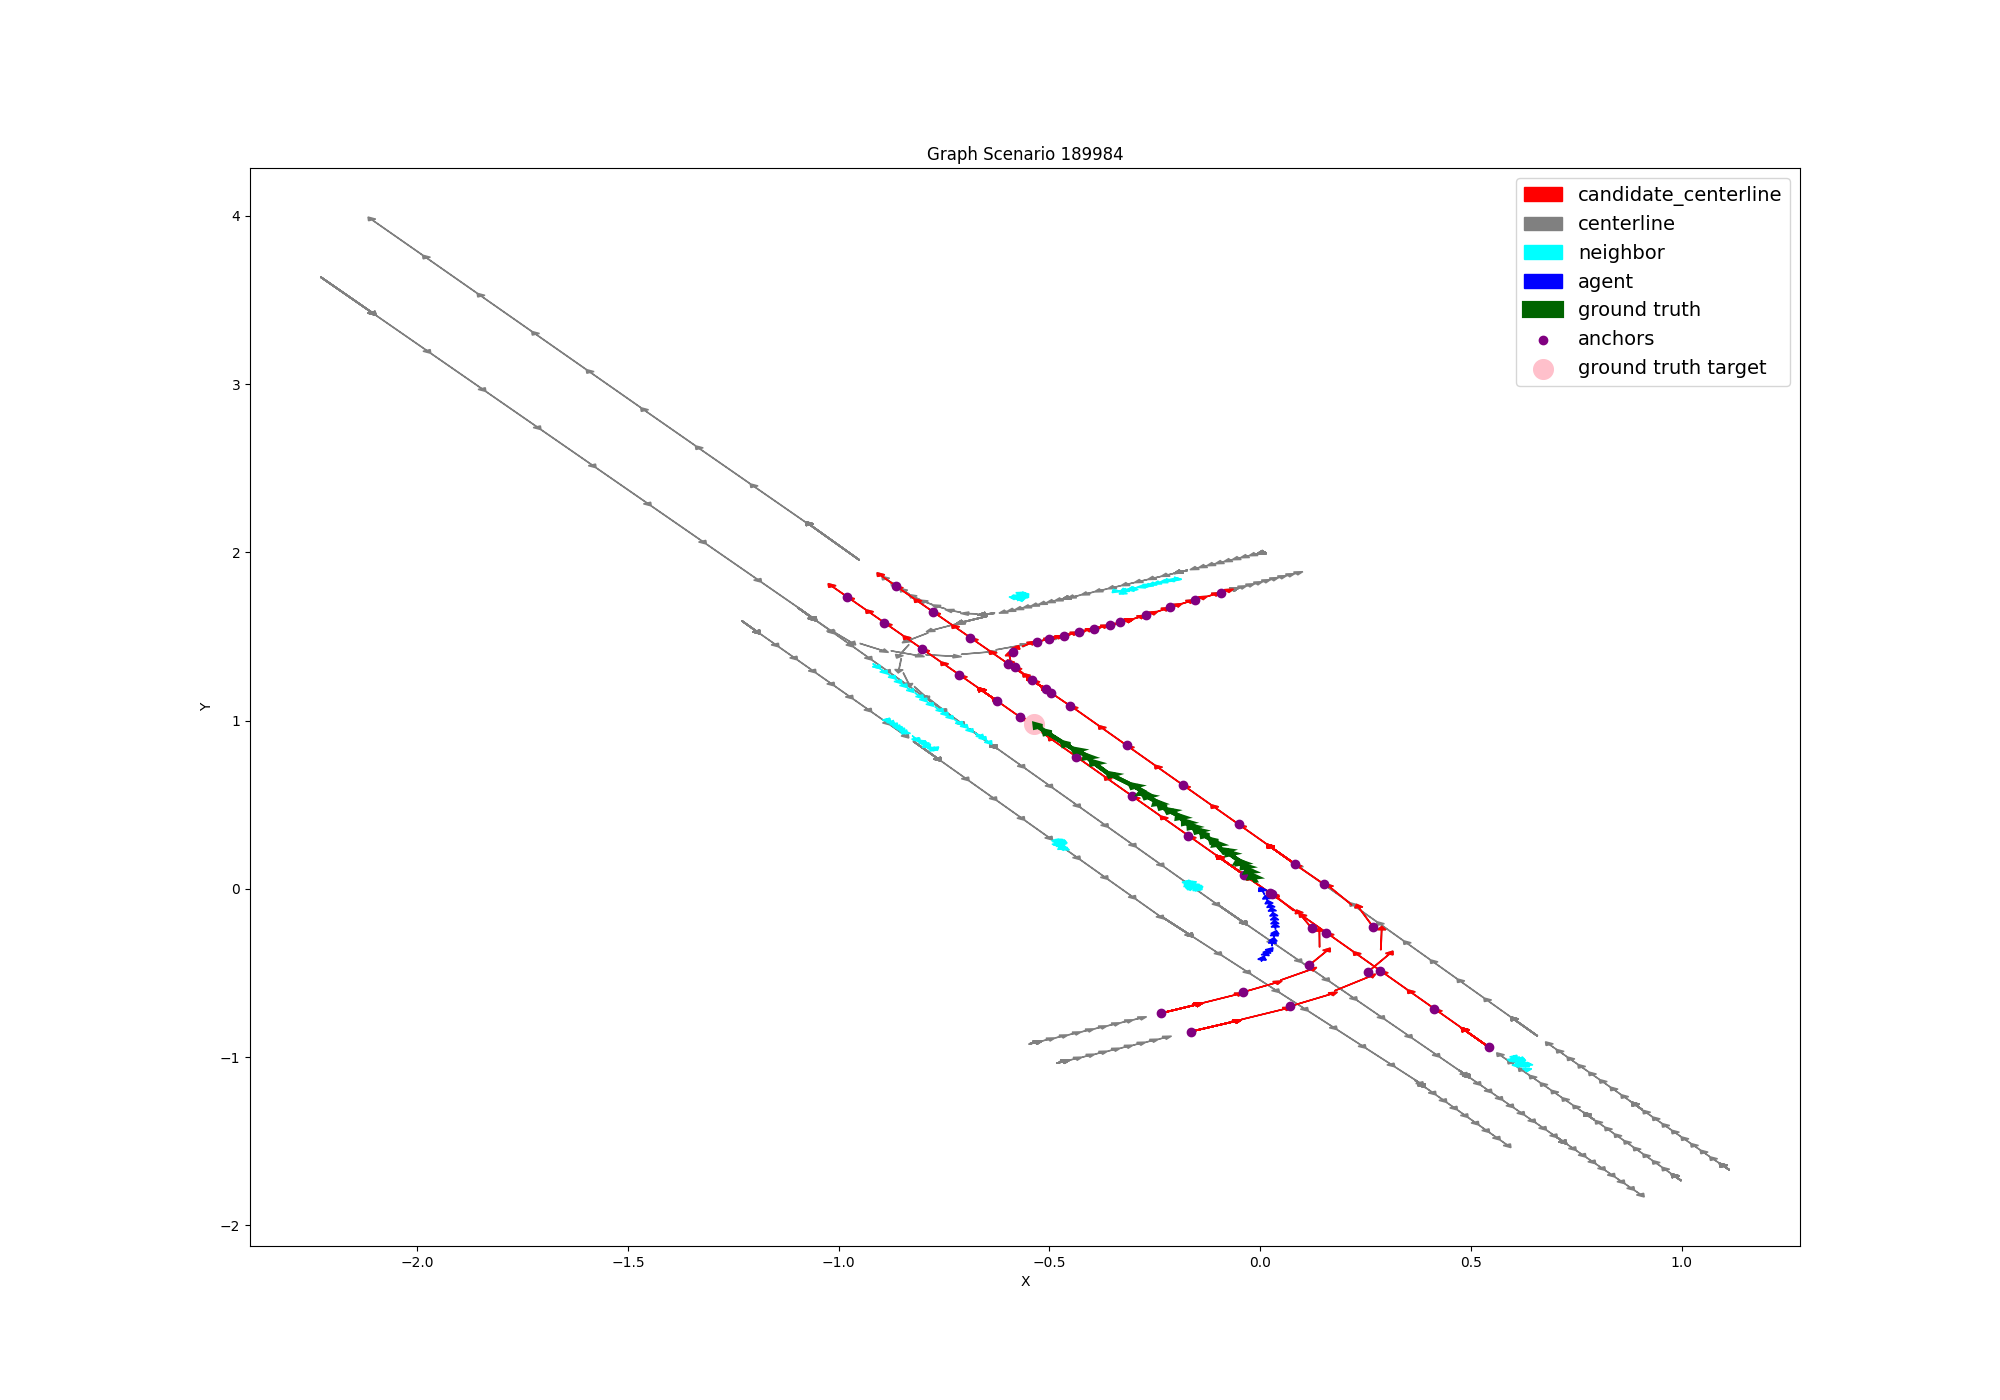 Graph Scenario 189984
candidate_centerline
centerline
neighbor
agent
ground truth
anchors
ground truth target
4
3
2
1
0
−1
−2
Y
−2.0 −1.5 −1.0 −0.5 0.0 0.5 1.0
X